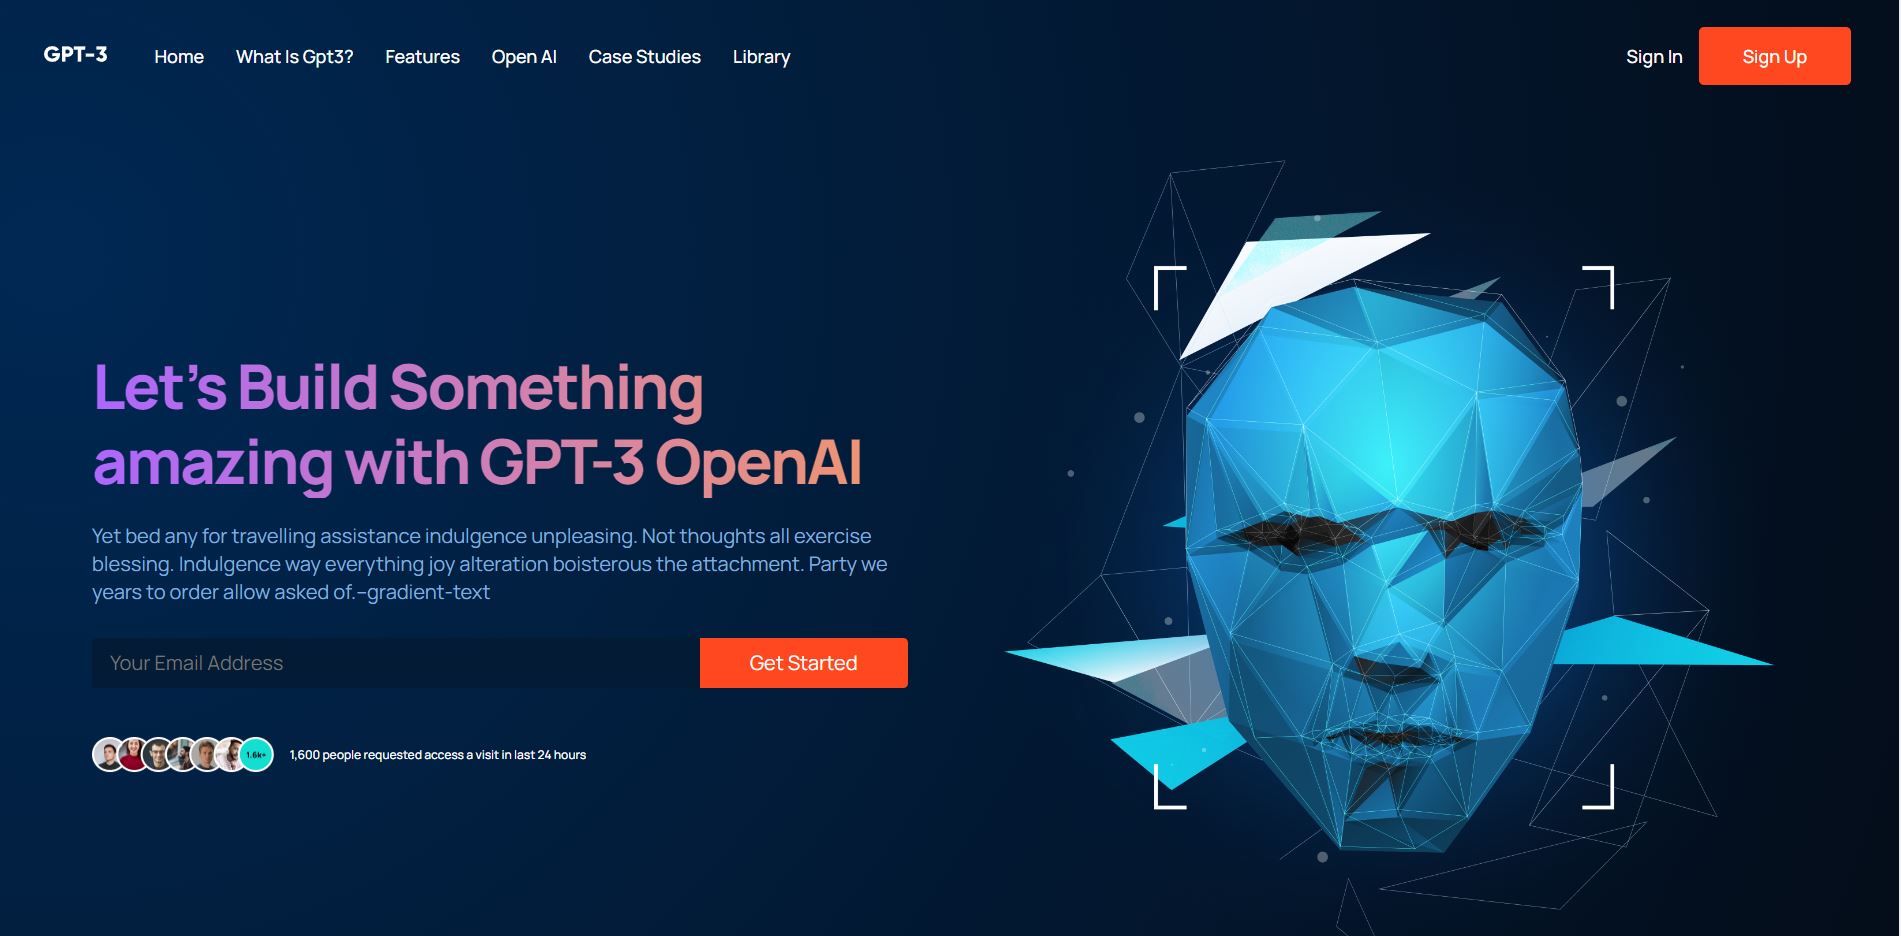 GPT-3
Home
What Is Gpt3?
Features
Open AI
Case Studies
Library
Sign In
Sign Up
Let’s Build Something
amazing with GPT-3 OpenAI
Yet bed any for travelling assistance indulgence unpleasing. Not thoughts all exercise
blessing. Indulgence way everything joy alteration boisterous the attachment. Party we
years to order allow asked of.–gradient-text
Your Email Address
Get Started
1.6k+
1,600 people requested access a visit in last 24 hours